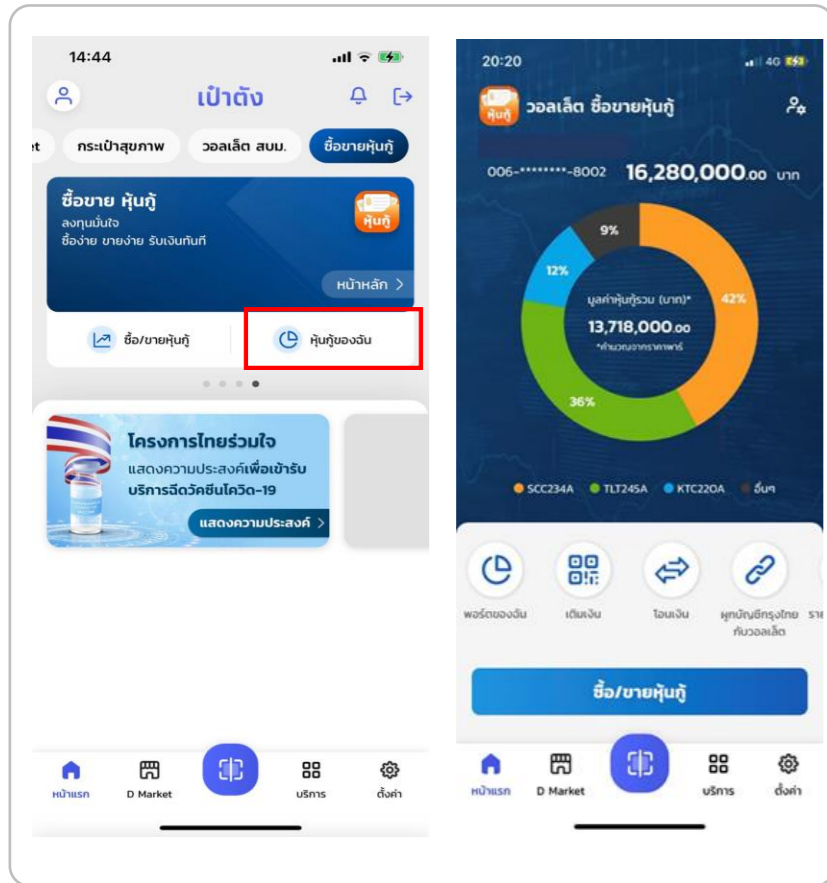 14:44
เป๋าตัง
et กระเป๋าสุขภาพ วอลเล็ต สบม. ซื้อขายหุ้นกู้
ซื้อขาย หุ้นกู้
ลงทุนมั่นใจ
ซื้อง่าย ขายง่าย รับเงินทันที
หุ้นกู้
หน้าหลัก >
ซื้อ/ขายหุ้นกู้ หุ้นกู้ของฉัน
โครงการไทยร่วมใจ
แสดงความประสงค์เพื่อเข้ารับ
บริการฉีดวัคซีนโควิด-19
แสดงความประสงค์ >
หน้าแรก D Market บริการ ตั้งค่า
20:20 4G
หุ้นกู้ วอลเล็ต ซื้อขายหุ้นกู้
006-********-8002 16,280,000.00 บาท
9%
12%
42%
36%
มูลค่าหุ้นกู้รวม (บาท)*
13,718,000.00
*คำนวณจากราคาพาร์
SCC234A TLT245A KTC220A อื่นๆ
พอร์ตของฉัน เติมเงิน โอนเงิน ผูกบัญชีกรุงไทย
กับวอลเล็ต
ซื้อ/ขายหุ้นกู้
หน้าแรก D Market บริการ ตั้งค่า